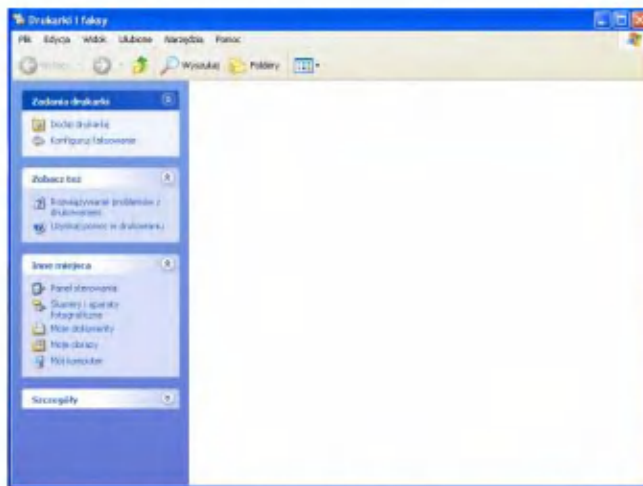 Drukarki i faksy
Plik Edycja Widok Ulubione Narzędzia Pomoc
Wstecz Wyszukaj Foldery
Zadania drukarki
Dodaj drukarkę
Konfiguruj faksowanie
Zobacz też
Rozwiązywanie problemów z
drukowaniem
Uzyskaj pomoc w drukowaniu
Inne miejsca
Panel sterowania
Skanery i aparaty
fotograficzne
Moje dokumenty
Moje obrazy
Mój komputer
Szczegóły